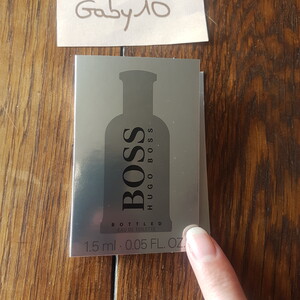 Gaby10
BOSS
HUGO BOSS
BOTTLED
1.5 ml · 0.05 FL. OZ.